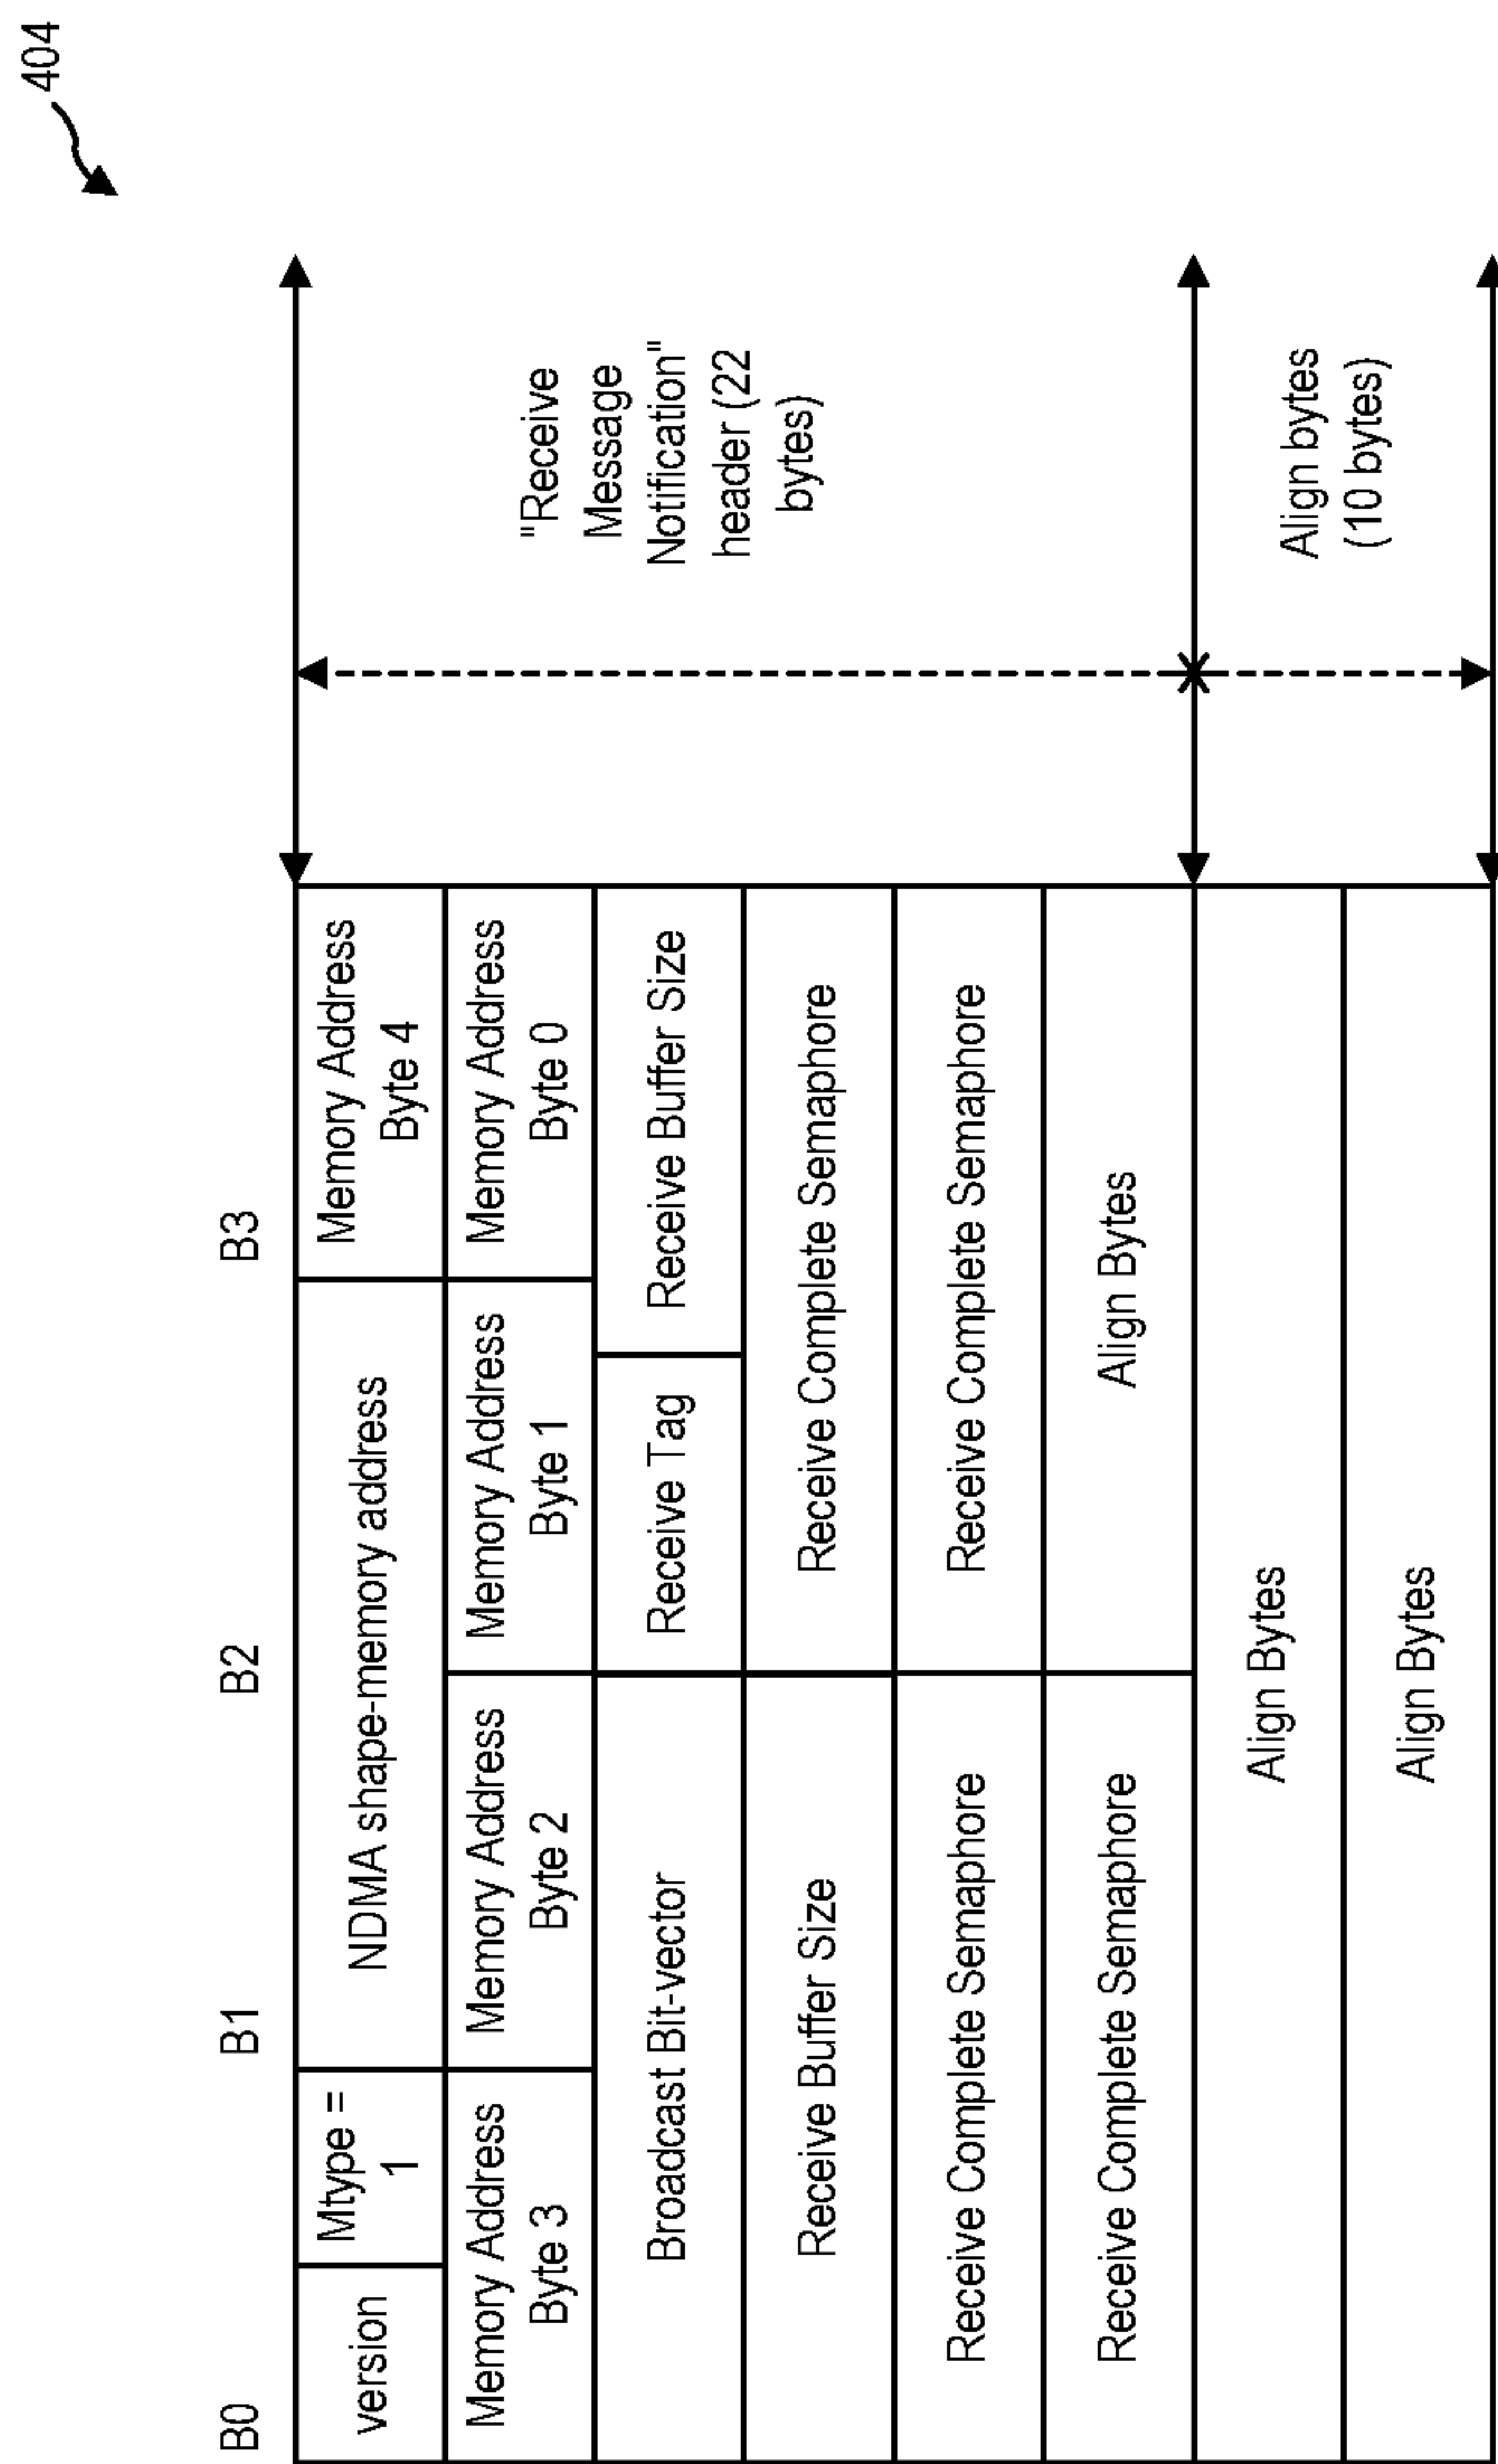 404
B0 B1 B2 B3
version
Mtype =
1
NDMA shape-memory address
Memory Address
Byte 4
Memory Address
Byte 3
Memory Address
Byte 2
Memory Address
Byte 1
Memory Address
Byte 0
Broadcast Bit-vector
Receive Tag
Receive Buffer Size
Receive Buffer Size
Receive Complete Semaphore
Receive Complete Semaphore
Receive Complete Semaphore
Receive Complete Semaphore
Align Bytes
Align Bytes
Align Bytes
"Receive
Message
Notification"
header (22
bytes)
Align bytes
(10 bytes)